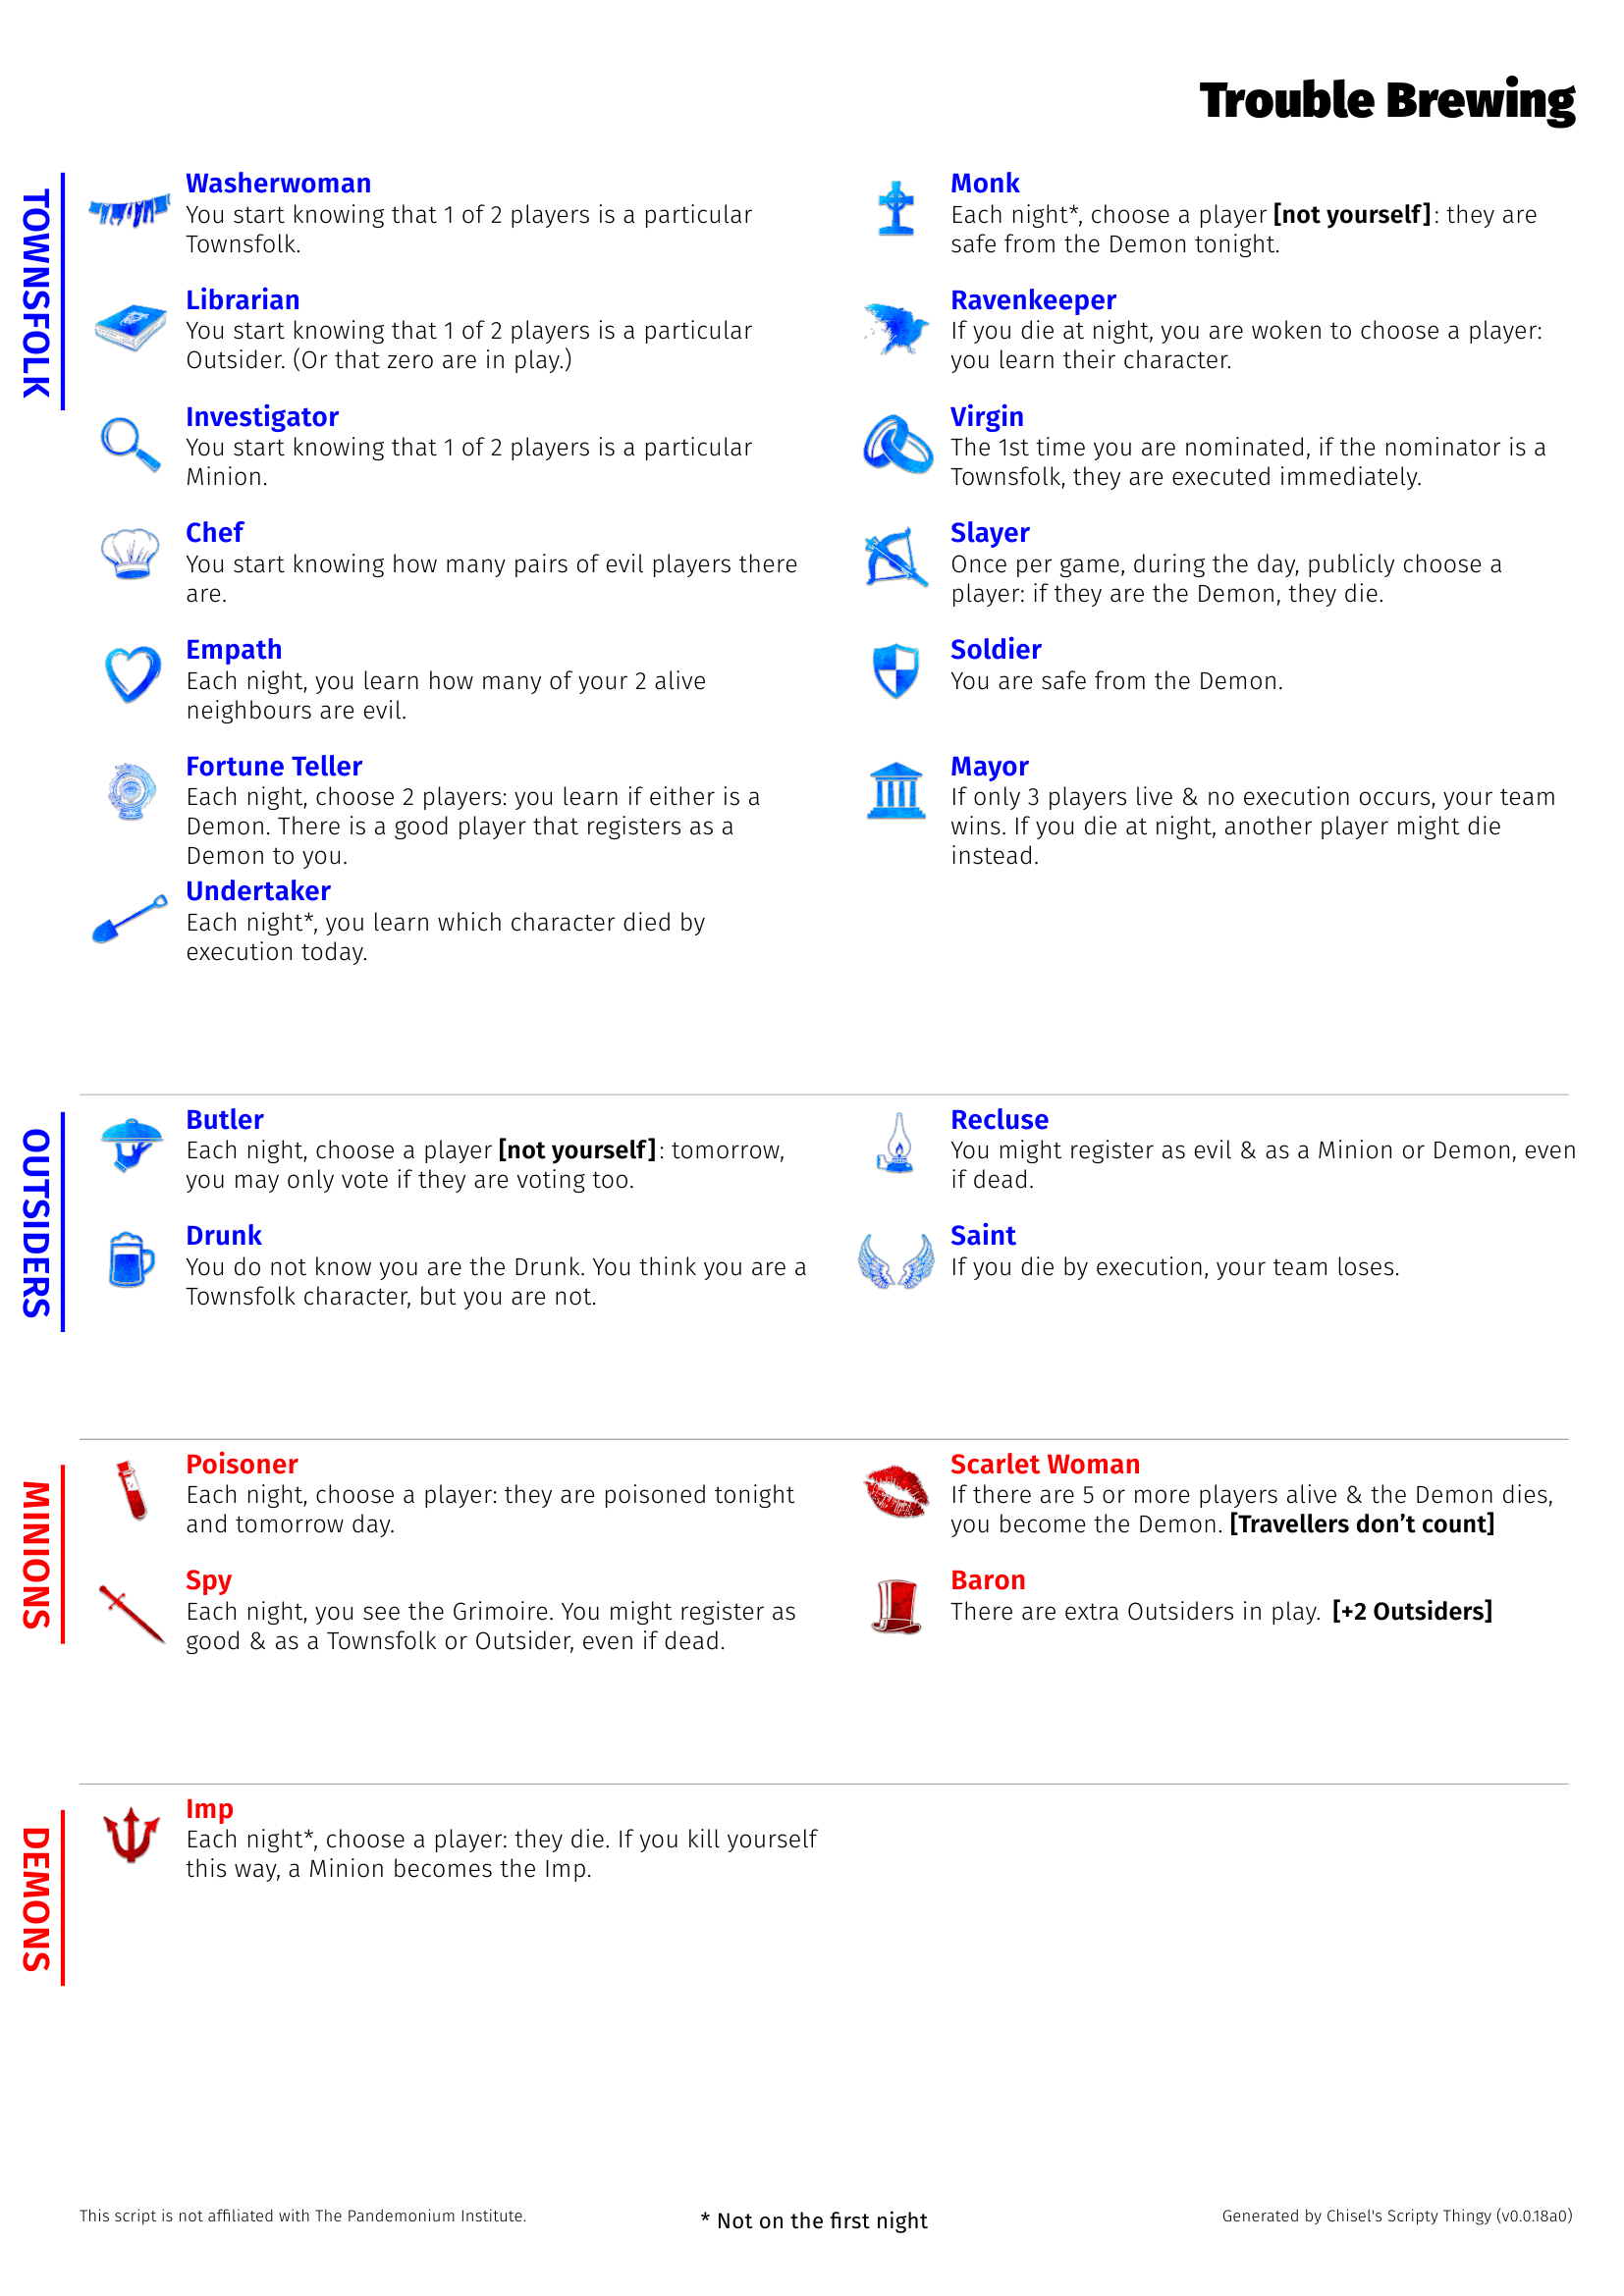 Trouble Brewing
TOWNSFOLK
Washerwoman
You start knowing that 1 of 2 players is a particular
Townsfolk.
Librarian
You start knowing that 1 of 2 players is a particular
Outsider. (Or that zero are in play.)
Investigator
You start knowing that 1 of 2 players is a particular
Minion.
Chef
You start knowing how many pairs of evil players there
are.
Empath
Each night, you learn how many of your 2 alive
neighbours are evil.
Fortune Teller
Each night, choose 2 players: you learn if either is a
Demon. There is a good player that registers as a
Demon to you.
Undertaker
Each night*, you learn which character died by
execution today.
Monk
Each night*, choose a player [not yourself]: they are
safe from the Demon tonight.
Ravenkeeper
If you die at night, you are woken to choose a player:
you learn their character.
Virgin
The 1st time you are nominated, if the nominator is a
Townsfolk, they are executed immediately.
Slayer
Once per game, during the day, publicly choose a
player: if they are the Demon, they die.
Soldier
You are safe from the Demon.
Mayor
If only 3 players live & no execution occurs, your team
wins. If you die at night, another player might die
instead.
OUTSIDERS
Butler
Each night, choose a player [not yourself]: tomorrow,
you may only vote if they are voting too.
Drunk
You do not know you are the Drunk. You think you are a
Townsfolk character, but you are not.
Recluse
You might register as evil & as a Minion or Demon, even
if dead.
Saint
If you die by execution, your team loses.
MINIONS
Poisoner
Each night, choose a player: they are poisoned tonight
and tomorrow day.
Spy
Each night, you see the Grimoire. You might register as
good & as a Townsfolk or Outsider, even if dead.
Scarlet Woman
If there are 5 or more players alive & the Demon dies,
you become the Demon. [Travellers don’t count]
Baron
There are extra Outsiders in play. [+2 Outsiders]
DEMONS
Imp
Each night*, choose a player: they die. If you kill yourself
this way, a Minion becomes the Imp.
This script is not affiliated with The Pandemonium Institute.
* Not on the first night
Generated by Chisel's Scripty Thingy (v0.0.18a0)